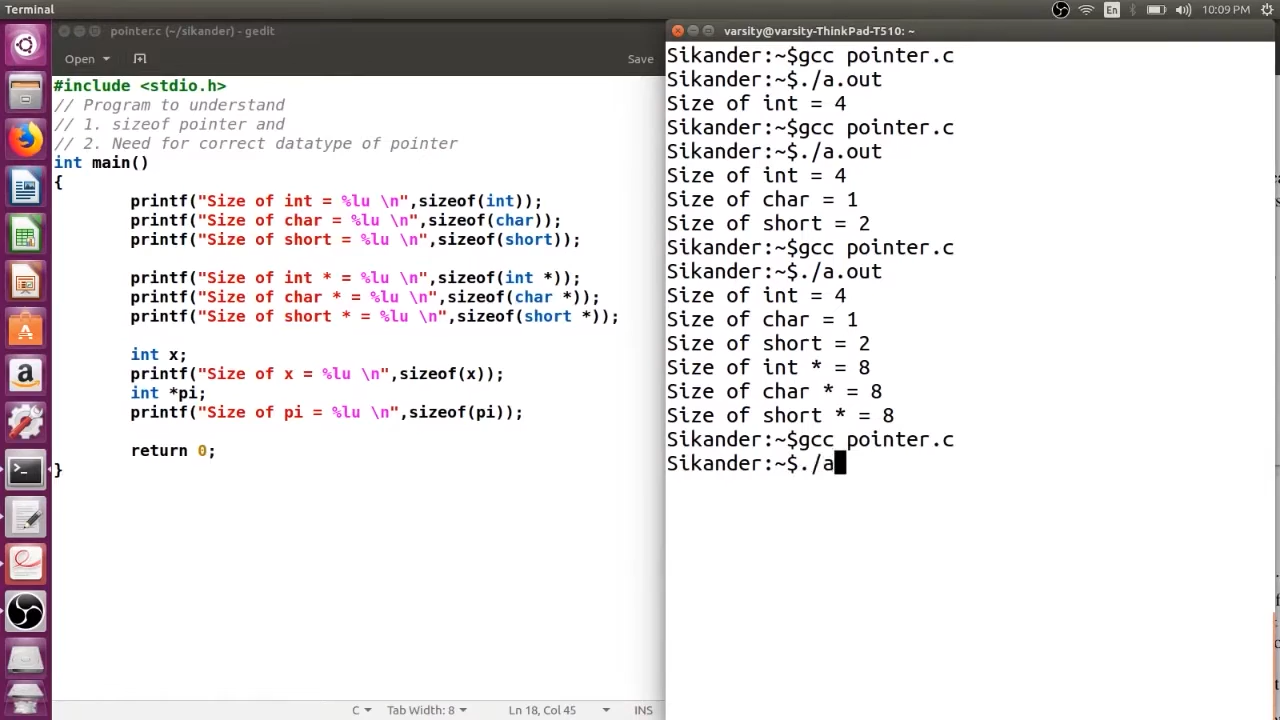 Terminal
En
10:09 PM
pointer.c (~/sikander) - gedit
Open
Save
#include <stdio.h>
// Program to understand
// 1. sizeof pointer and
// 2. Need for correct datatype of pointer
int main()
{
printf("Size of int = %lu \n",sizeof(int));
printf("Size of char = %lu \n",sizeof(char));
printf("Size of short = %lu \n",sizeof(short));
printf("Size of int * = %lu \n",sizeof(int *));
printf("Size of char * = %lu \n",sizeof(char *));
printf("Size of short * = %lu \n",sizeof(short *));
int x;
printf("Size of x = %lu \n",sizeof(x));
int *pi;
printf("Size of pi = %lu \n",sizeof(pi));
return 0;
}
C
Tab Width: 8
Ln 18, Col 45
INS
varsity@varsity-ThinkPad-T510: ~
Sikander:~$gcc pointer.c
Sikander:~$./a.out
Size of int = 4
Sikander:~$gcc pointer.c
Sikander:~$./a.out
Size of int = 4
Size of char = 1
Size of short = 2
Sikander:~$gcc pointer.c
Sikander:~$./a.out
Size of int = 4
Size of char = 1
Size of short = 2
Size of int * = 8
Size of char * = 8
Size of short * = 8
Sikander:~$gcc pointer.c
Sikander:~$./a